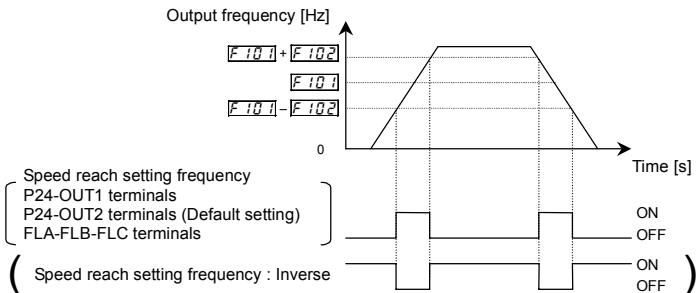 Output frequency [Hz]
F101 + F102
F101
F101 – F102
0
Time [s]
Speed reach setting frequency
P24-OUT1 terminals
P24-OUT2 terminals (Default setting)
FLA-FLB-FLC terminals
ON
OFF
( Speed reach setting frequency : Inverse
ON
OFF )